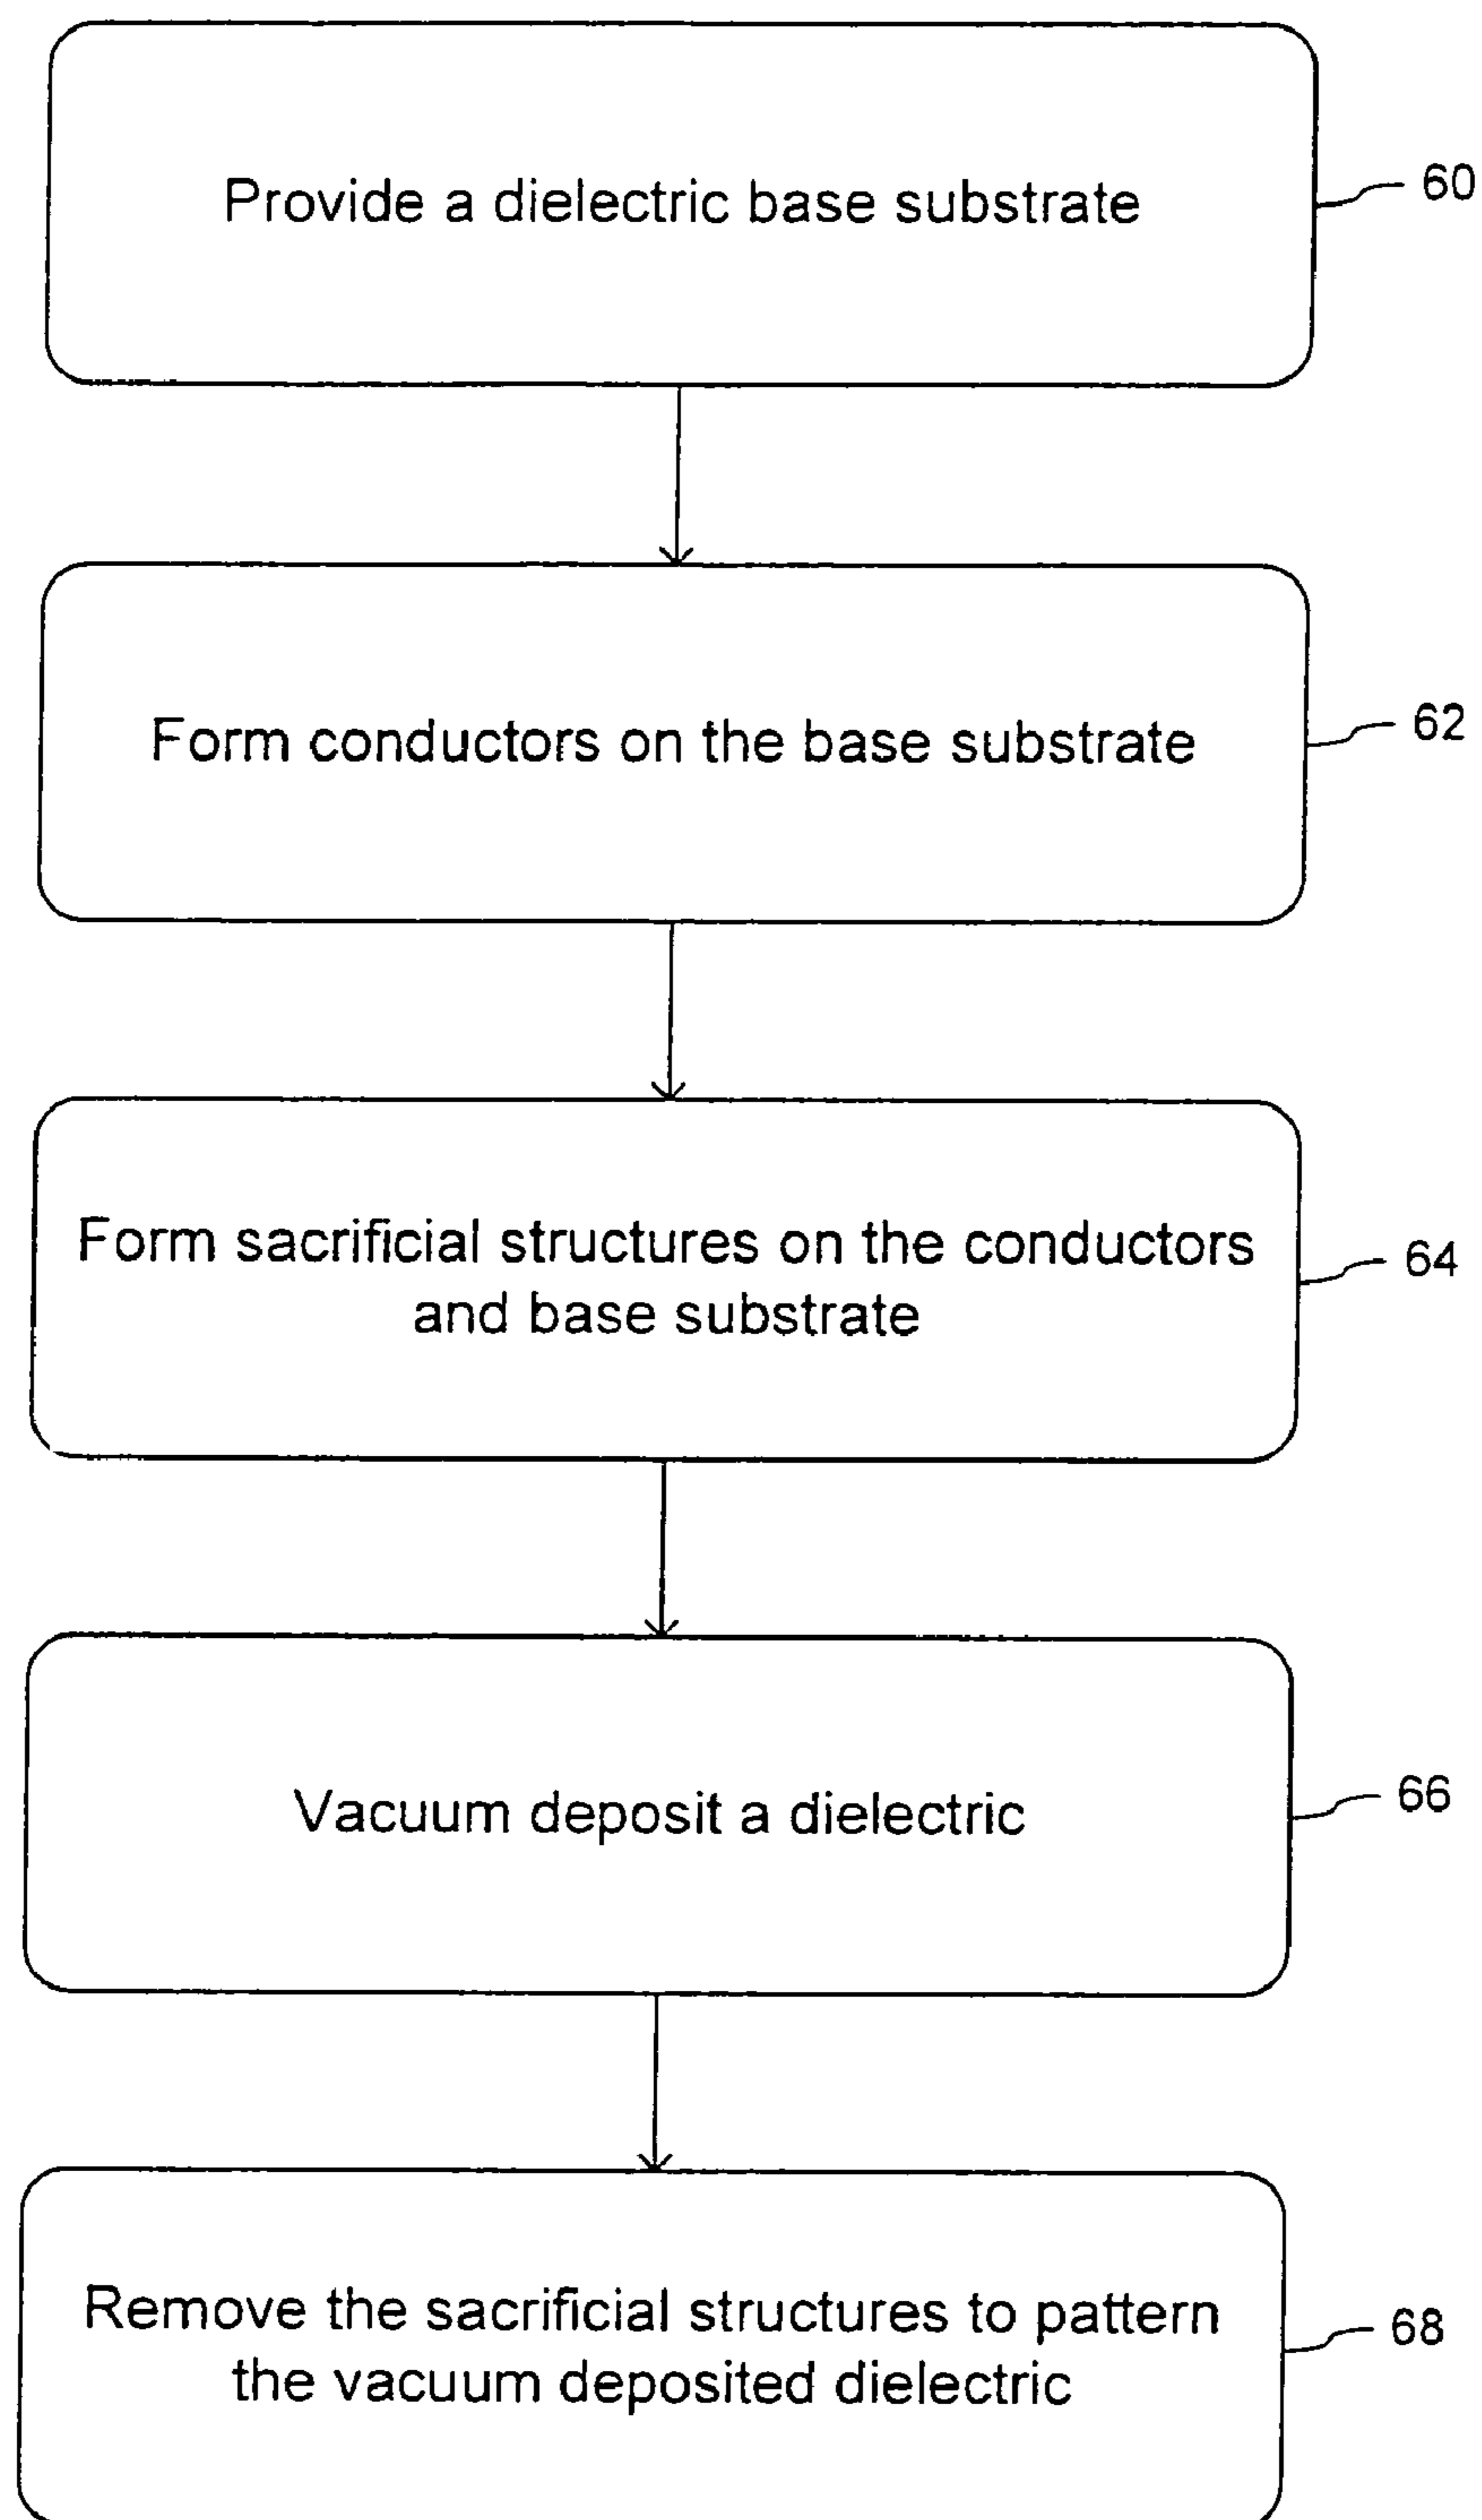 Provide a dielectric base substrate
60
Form conductors on the base substrate
62
Form sacrificial structures on the conductors
and base substrate
64
Vacuum deposit a dielectric
66
Remove the sacrificial structures to pattern
the vacuum deposited dielectric
68